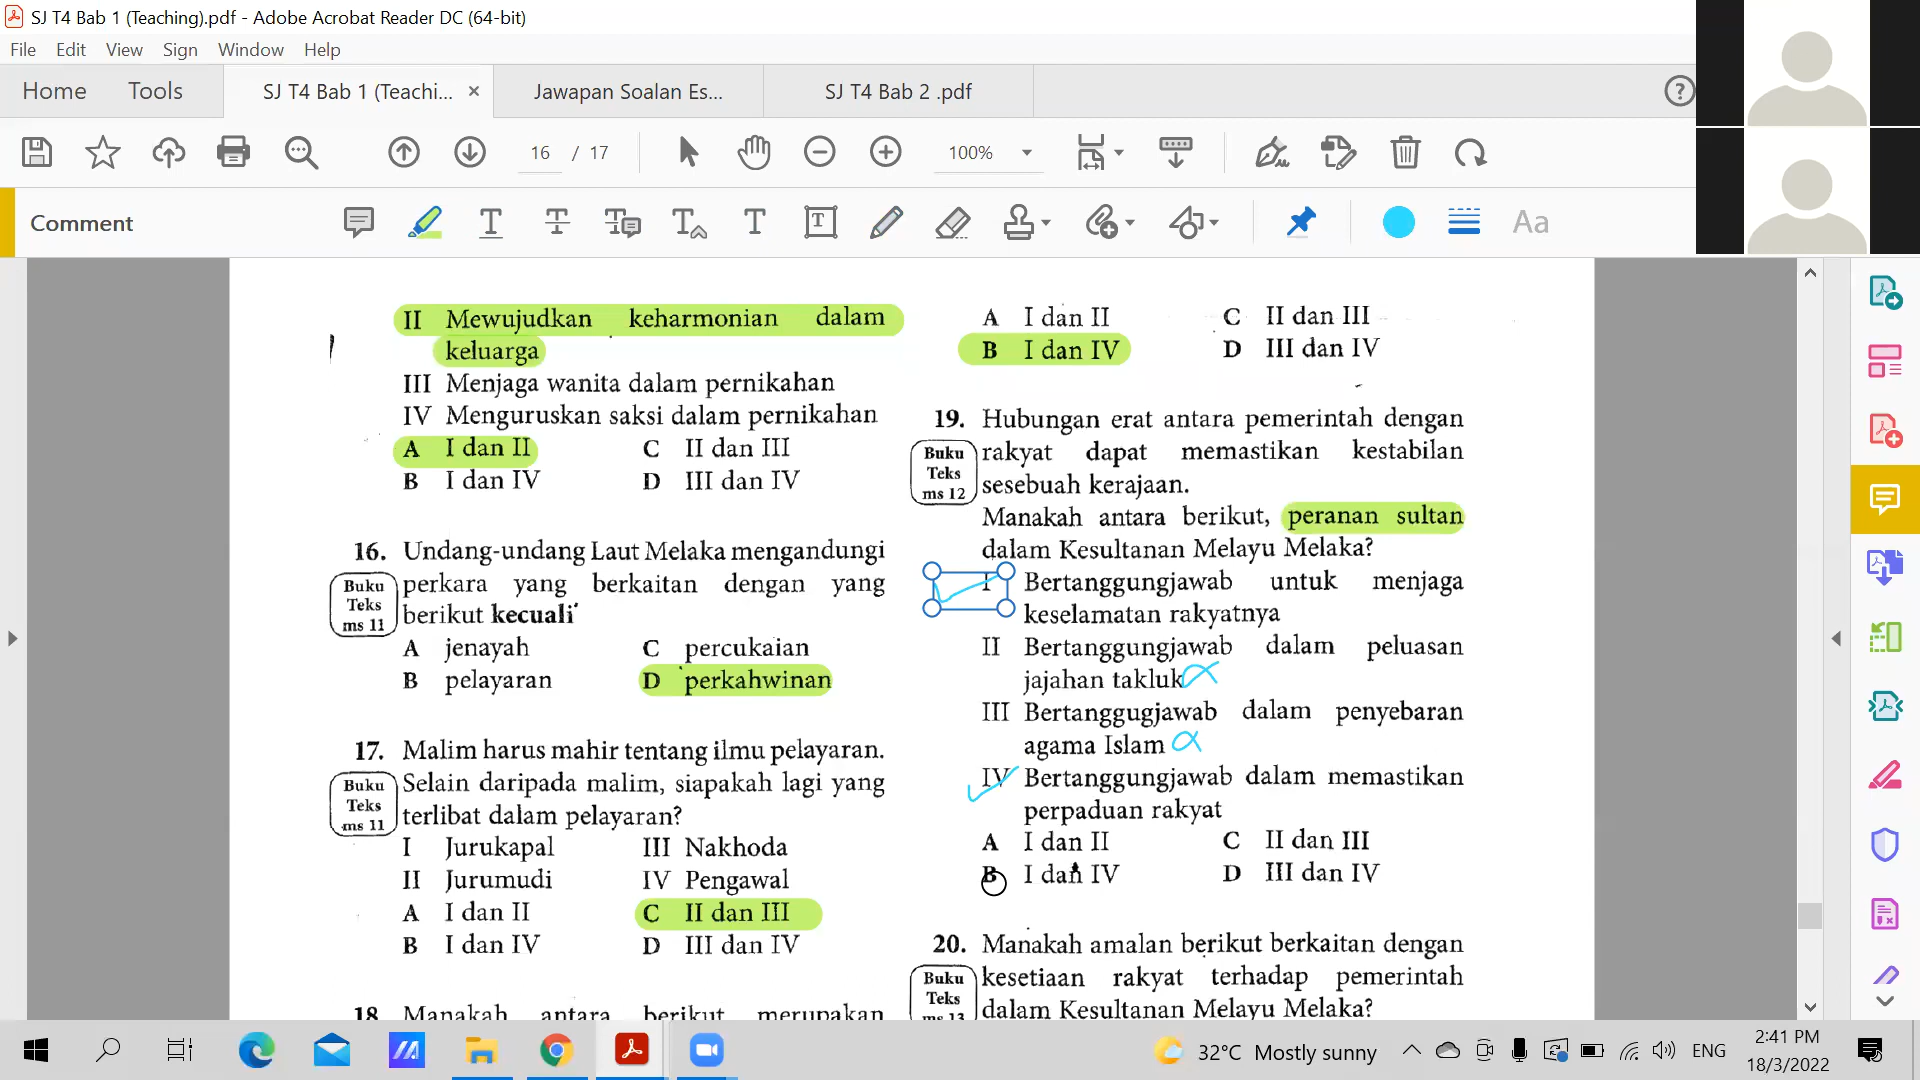 SJ T4 Bab 1 (Teaching).pdf - Adobe Acrobat Reader DC (64-bit)
File Edit View Sign Window Help
Home Tools SJ T4 Bab 1 (Teachi... × Jawapan Soalan Es... SJ T4 Bab 2 .pdf
16 / 17 100%
Comment Aa
II Mewujudkan keharmonian dalam
keluarga
III Menjaga wanita dalam pernikahan
IV Menguruskan saksi dalam pernikahan
A I dan II C II dan III
B I dan IV D III dan IV
16. Undang-undang Laut Melaka mengandungi
Buku Teks ms 11
perkara yang berkaitan dengan yang
berikut kecuali
A jenayah C percukaian
B pelayaran D perkahwinan
17. Malim harus mahir tentang ilmu pelayaran.
Buku Teks ms 11
Selain daripada malim, siapakah lagi yang
terlibat dalam pelayaran?
I Jurukapal III Nakhoda
II Jurumudi IV Pengawal
A I dan II C II dan III
B I dan IV D III dan IV
18. Manakah antara berikut merupakan
A I dan II C II dan III
B I dan IV D III dan IV
19. Hubungan erat antara pemerintah dengan
Buku Teks ms 12
rakyat dapat memastikan kestabilan
sesebuah kerajaan.
Manakah antara berikut, peranan sultan
dalam Kesultanan Melayu Melaka?
I Bertanggungjawab untuk menjaga
keselamatan rakyatnya
II Bertanggungjawab dalam peluasan
jajahan takluk
III Bertanggugjawab dalam penyebaran
agama Islam
IV Bertanggungjawab dalam memastikan
perpaduan rakyat
A I dan II C II dan III
B I dan IV D III dan IV
20. Manakah amalan berikut berkaitan dengan
Buku Teks ms 13
kesetiaan rakyat terhadap pemerintah
dalam Kesultanan Melayu Melaka?
32°C Mostly sunny ENG 2:41 PM
18/3/2022